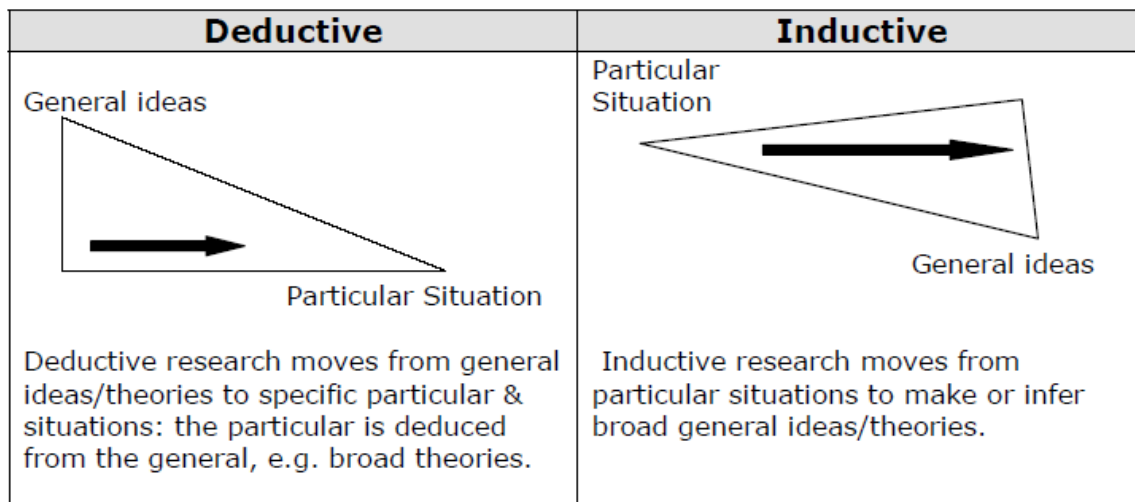 Deductive
Inductive
General ideas
Particular Situation
Deductive research moves from general
ideas/theories to specific particular &
situations: the particular is deduced
from the general, e.g. broad theories.
Particular
Situation
General ideas
Inductive research moves from
particular situations to make or infer
broad general ideas/theories.